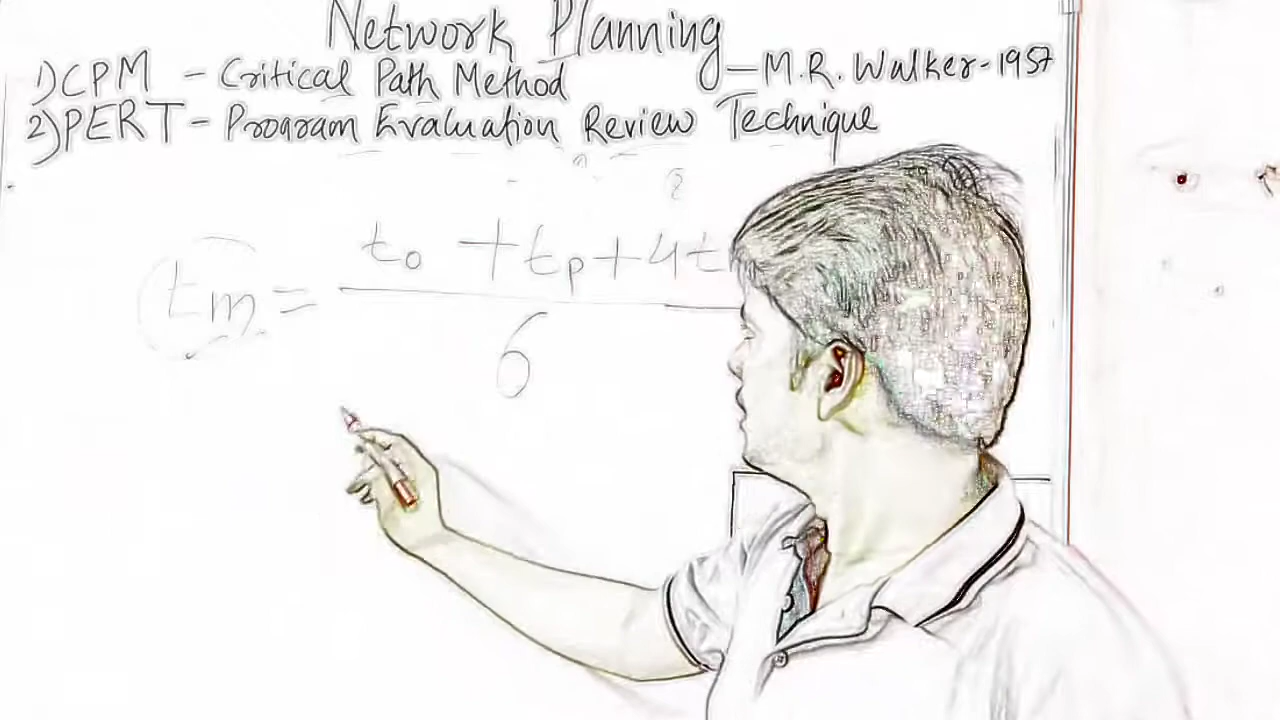 Network Planning
1) CPM - Critical Path Method — M.R. Walker - 1957
2) PERT - Program Evaluation Review Technique
tm = to + tp + 4t
6